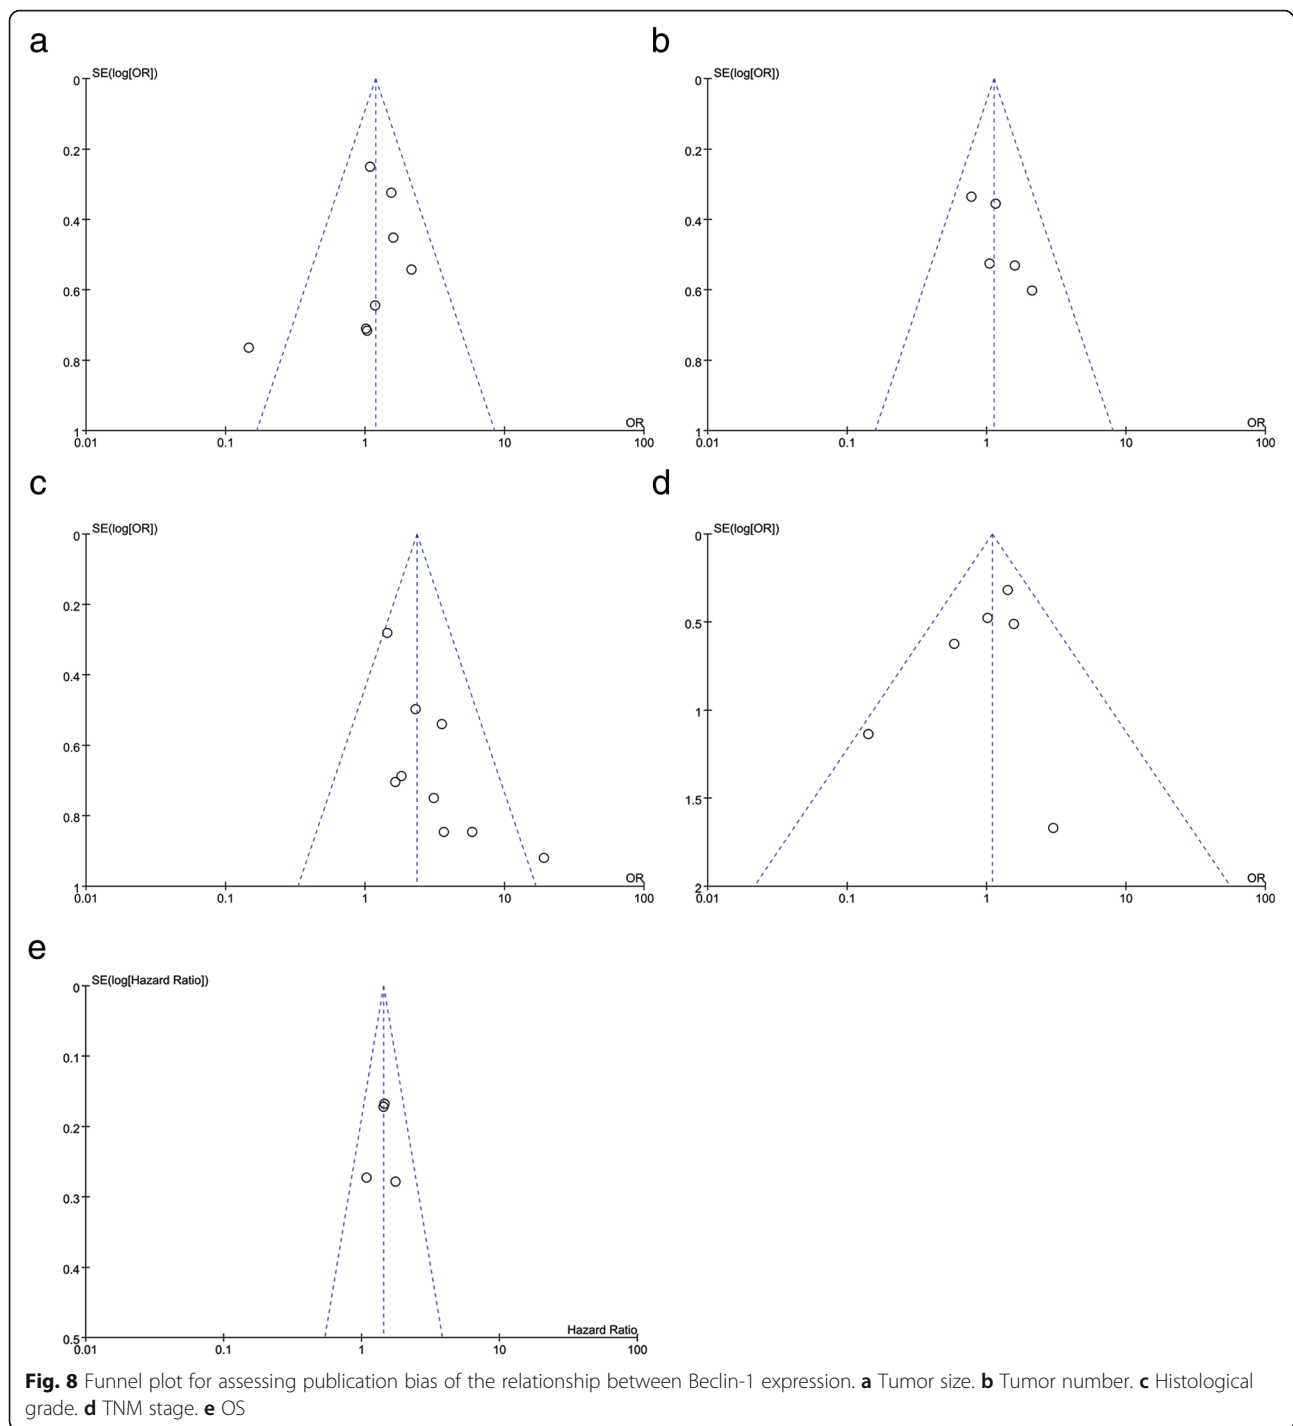 a
b
SE(log[OR])
SE(log[OR])
0
0
0.2
0.2
0.4
0.4
0.6
0.6
0.8
0.8
OR
OR
1
1
0.01 0.1 1 10 100
0.01 0.1 1 10 100
c
d
SE(log[OR])
SE(log[OR])
0
0
0.2
0.5
0.4
1
0.6
1.5
0.8
OR
OR
1
2
0.01 0.1 1 10 100
0.01 0.1 1 10 100
e
SE(log[Hazard Ratio])
0
0.1
0.2
0.3
0.4
Hazard Ratio
0.5
0.01 0.1 1 10 100
Fig. 8 Funnel plot for assessing publication bias of the relationship between Beclin-1 expression. a Tumor size. b Tumor number. c Histological
grade. d TNM stage. e OS